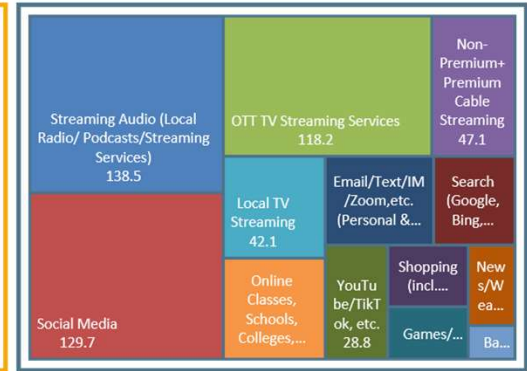 Streaming Audio (Local
Radio/ Podcasts/Streaming
Services)
138.5
Social Media
129.7
OTT TV Streaming Services
118.2
Non-
Premium+
Premium
Cable
Streaming
47.1
Local TV
Streaming
42.1
Online
Classes,
Schools,
Colleges,...
Email/Text/IM
/Zoom,etc.
(Personal &...
Search
(Google,
Bing,...
YouTu
be/TikT
ok, etc.
28.8
Shopping
(incl....
Games/...
New
s/We
a...
Ba...